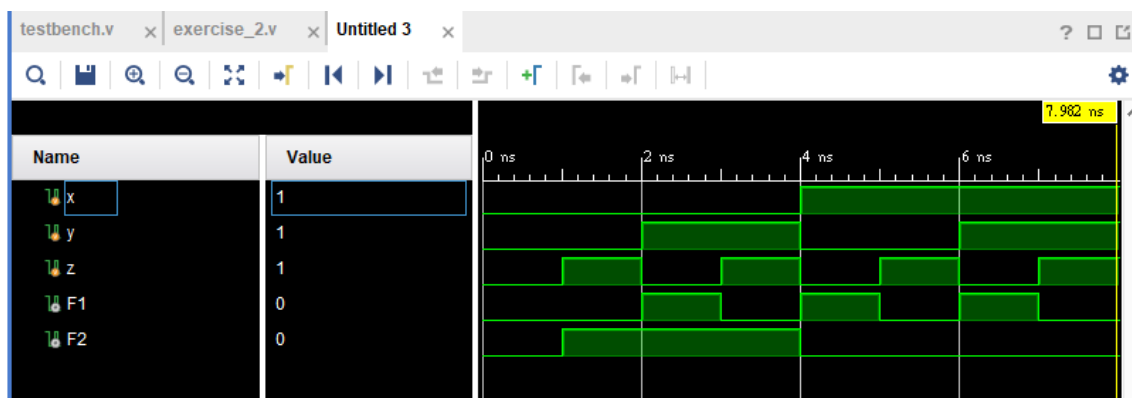 testbench.v × exercise_2.v × Untitled 3 × ?
7.982 ns
Name Value 0 ns 2 ns 4 ns 6 ns
x 1
y 1
z 1
F1 0
F2 0